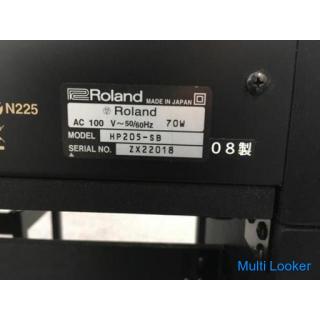 N225
Roland
MADE IN JAPAN
Roland
AC 100 V~50/60Hz 70W
MODEL HP205-SB
SERIAL NO. ZX22018
08製
Multi Looker